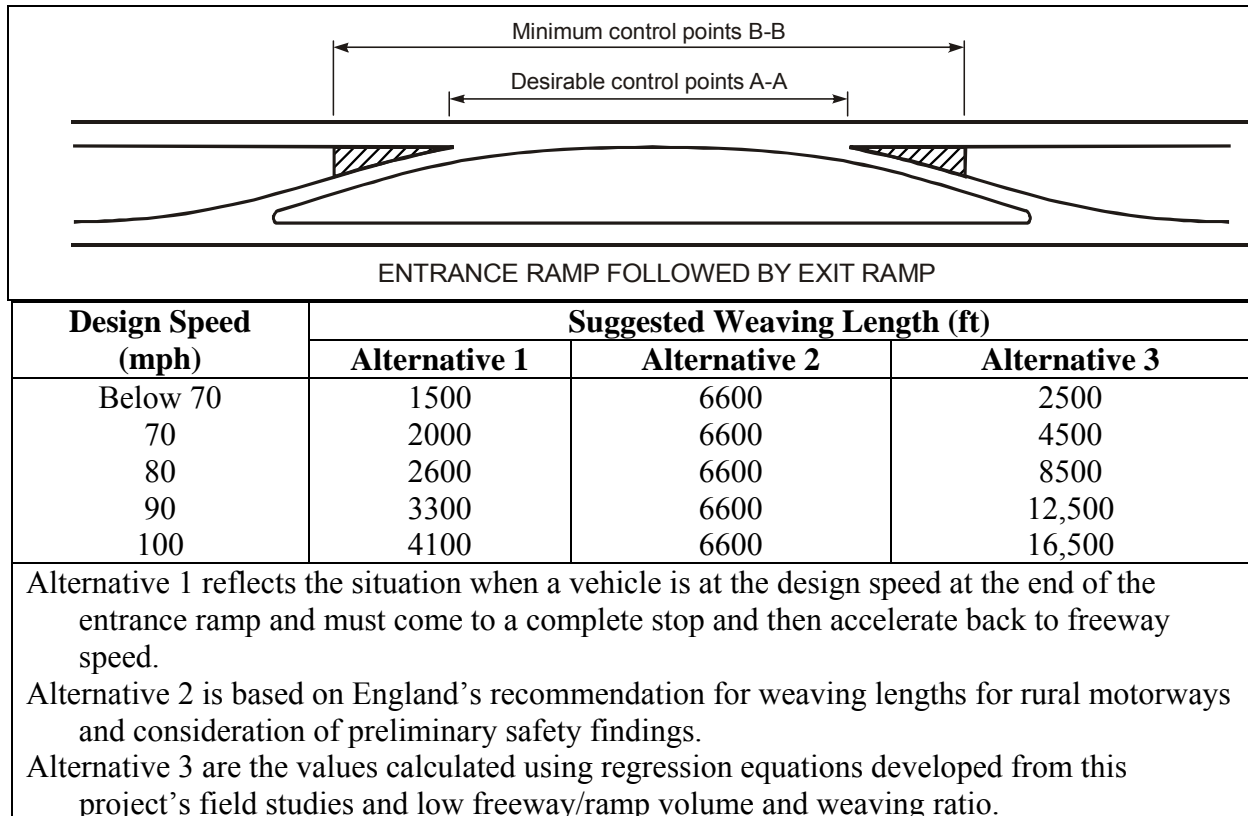 Minimum control points B-B
Desirable control points A-A
ENTRANCE RAMP FOLLOWED BY EXIT RAMP
Design Speed (mph) Suggested Weaving Length (ft)
Alternative 1 Alternative 2 Alternative 3
Below 70 1500 6600 2500
70 2000 6600 4500
80 2600 6600 8500
90 3300 6600 12,500
100 4100 6600 16,500
Alternative 1 reflects the situation when a vehicle is at the design speed at the end of the
entrance ramp and must come to a complete stop and then accelerate back to freeway
speed.
Alternative 2 is based on England’s recommendation for weaving lengths for rural motorways
and consideration of preliminary safety findings.
Alternative 3 are the values calculated using regression equations developed from this
project’s field studies and low freeway/ramp volume and weaving ratio.